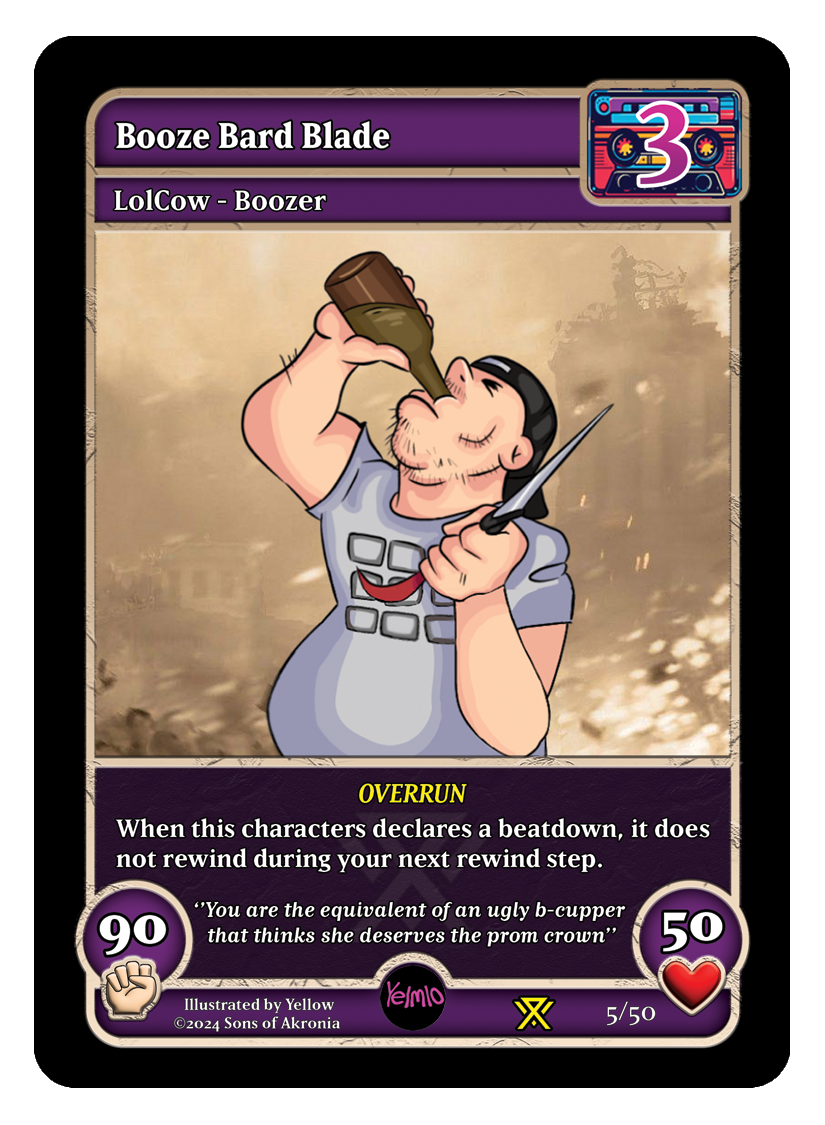 Booze Bard Blade
3
LolCow - Boozer
OVERRUN
When this characters declares a beatdown, it does
not rewind during your next rewind step.
‘’You are the equivalent of an ugly b-cupper
that thinks she deserves the prom crown’’
90
50
Illustrated by Yellow
©2024 Sons of Akronia
Yelmlo
5/50